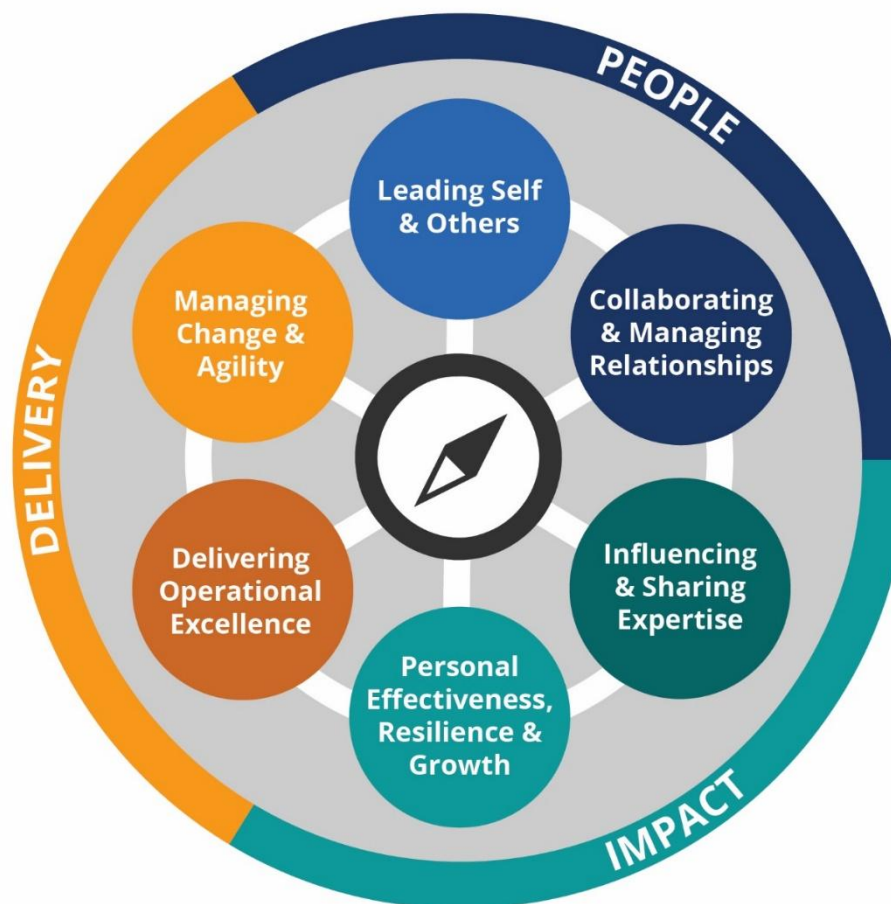 PEOPLE
Leading Self
& Others
Collaborating
& Managing
Relationships
Influencing
& Sharing
Expertise
IMPACT
Personal
Effectiveness,
Resilience &
Growth
Delivering
Operational
Excellence
DELIVERY
Managing
Change &
Agility